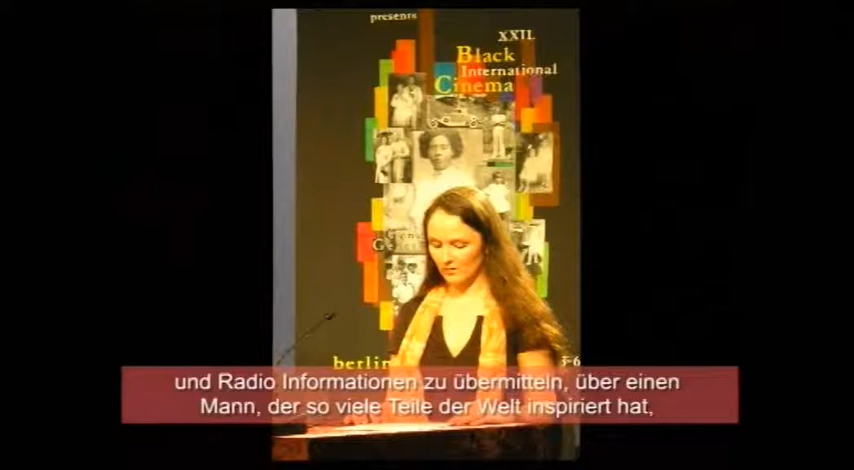 presents
XXII.
Black
International
Cinema
berlin
und Radio Informationen zu übermitteln, über einen
Mann, der so viele Teile der Welt inspiriert hat,